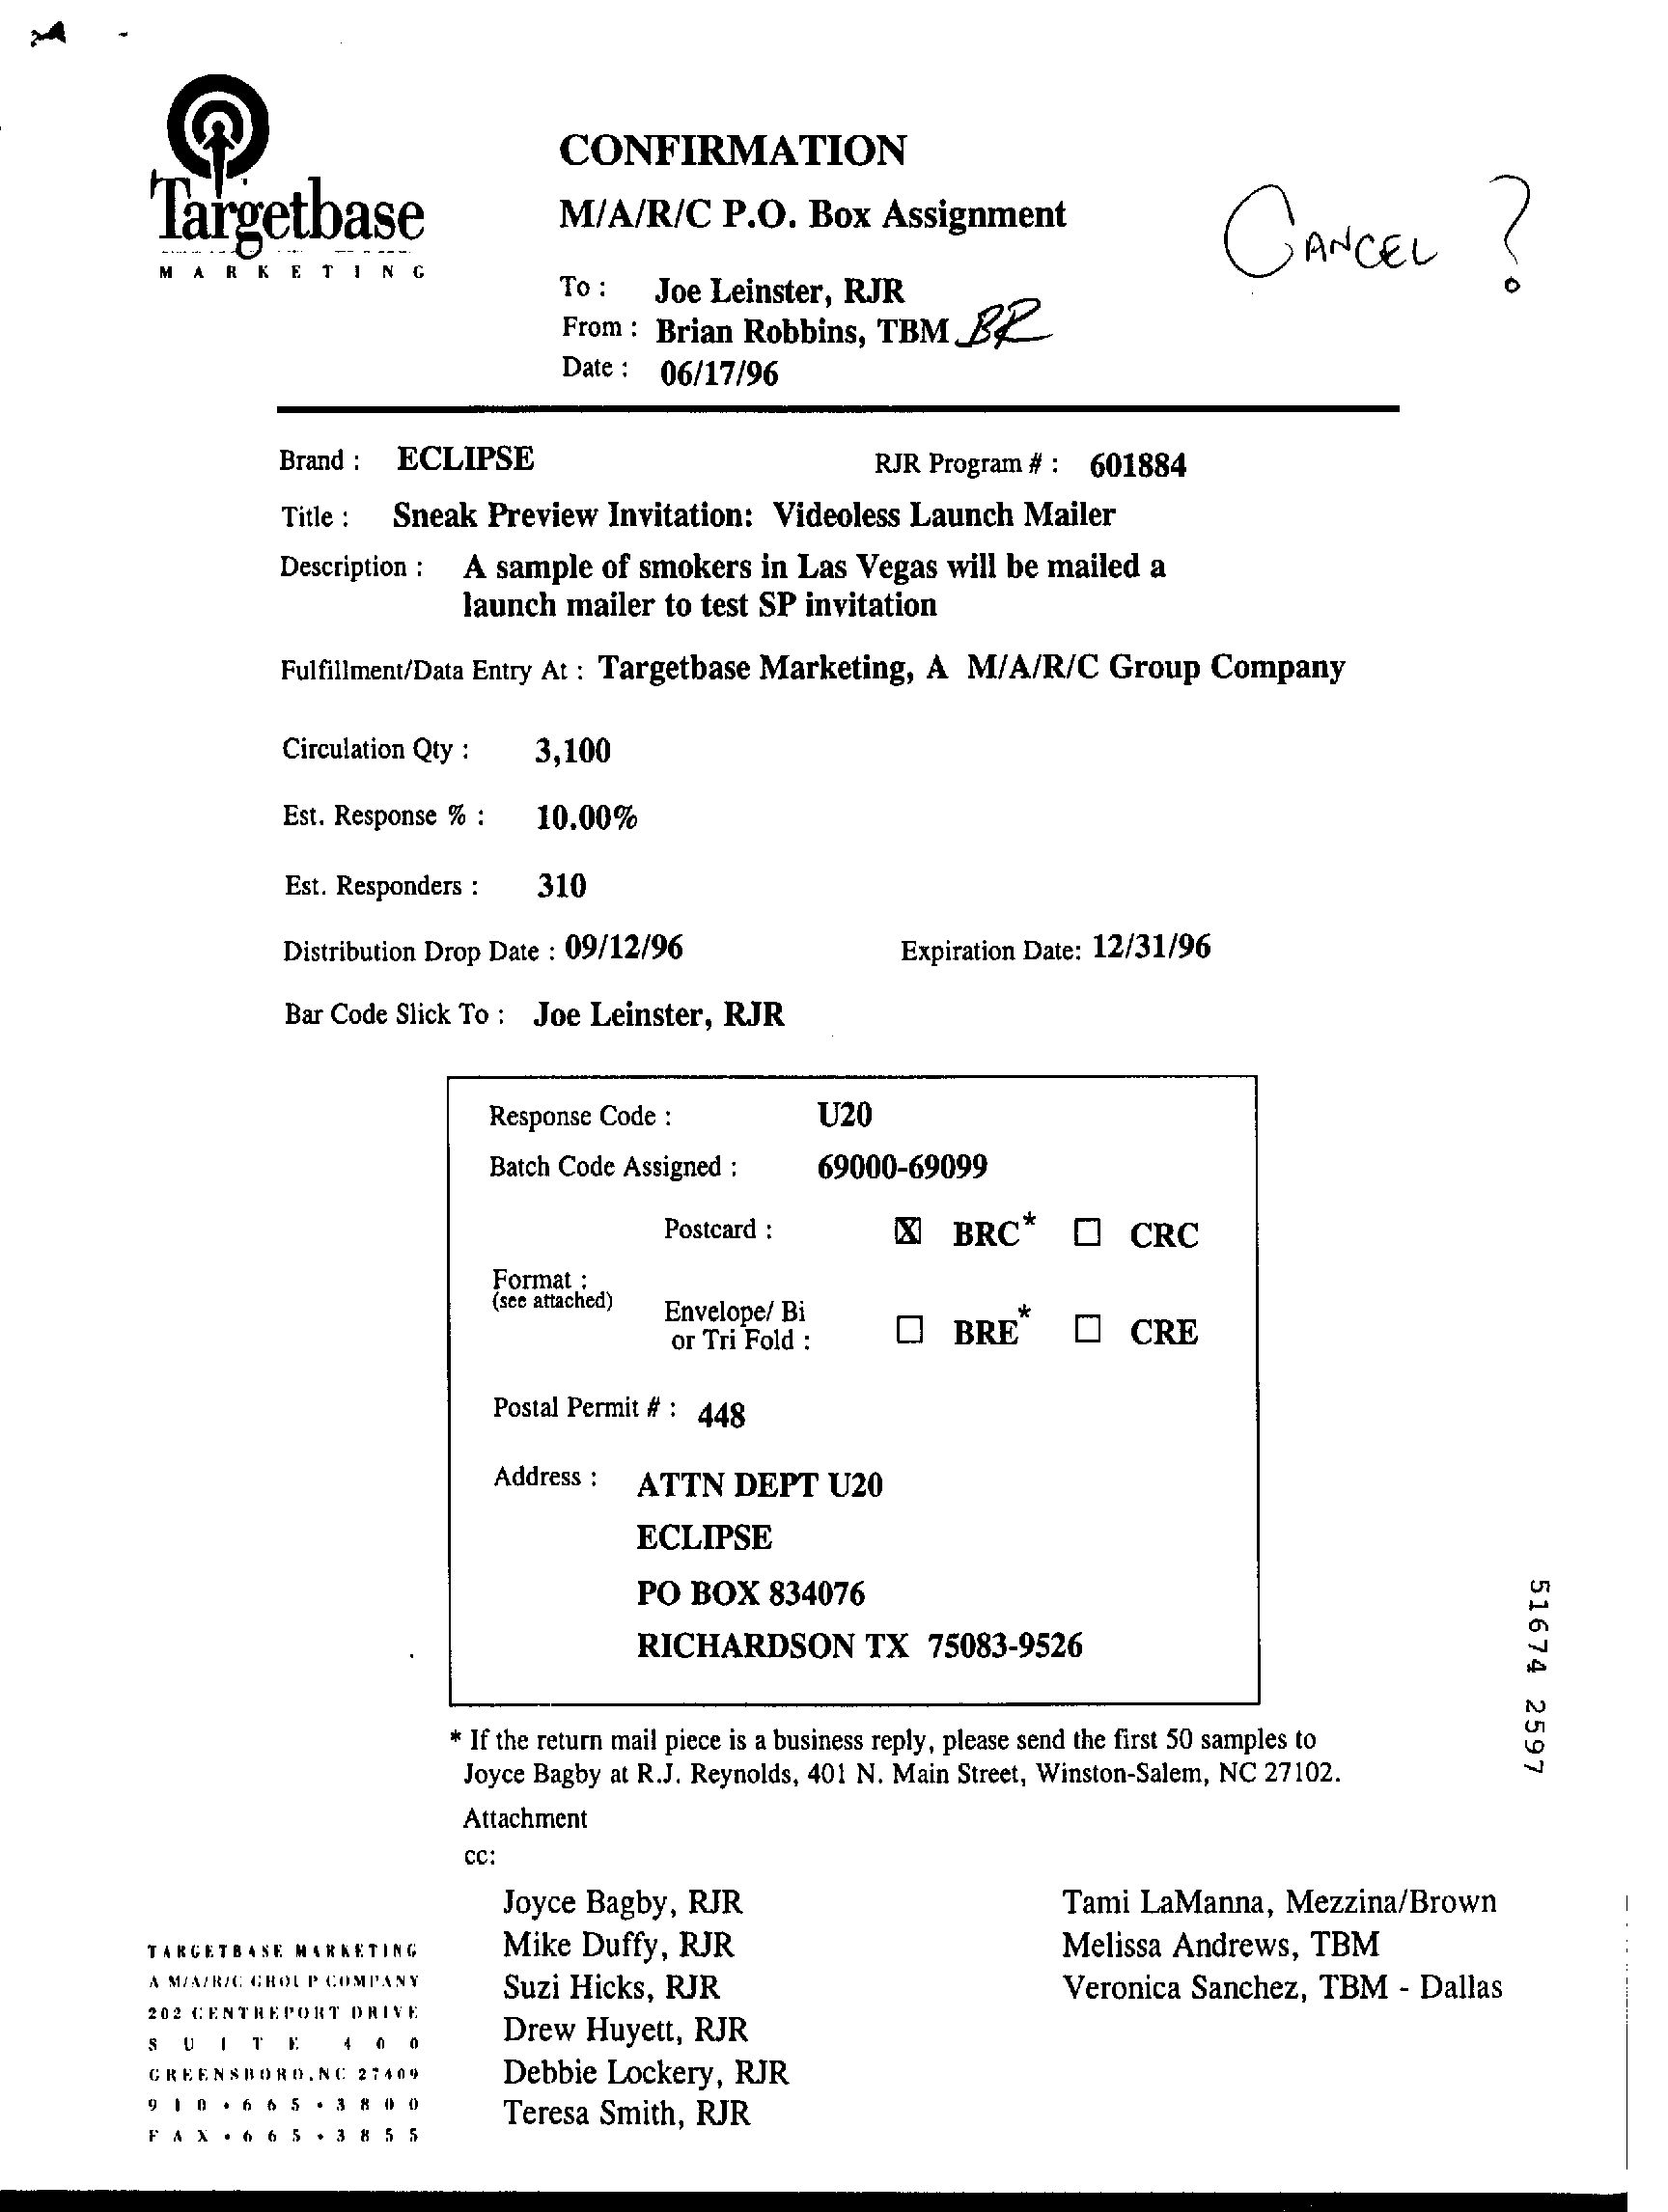 Targetbase
MARKETING
CONFIRMATION
M/A/R/C P.O. Box Assignment
CANCEL ?
To : Joe Leinster, RJR
From : Brian Robbins, TBM BR
Date : 06/17/96
Brand : ECLIPSE RJR Program # : 601884
Title : Sneak Preview Invitation: Videoless Launch Mailer
Description : A sample of smokers in Las Vegas will be mailed a
launch mailer to test SP invitation
Fulfillment/Data Entry At : Targetbase Marketing, A M/A/R/C Group Company
Circulation Qty : 3,100
Est. Response % : 10.00%
Est. Responders : 310
Distribution Drop Date : 09/12/96 Expiration Date: 12/31/96
Bar Code Slick To : Joe Leinster, RJR
Response Code : U20
Batch Code Assigned : 69000-69099
Postcard : ☒ BRC* ☐ CRC
Format :
(see attached)
Envelope/ Bi
or Tri Fold : ☐ BRE* ☐ CRE
Postal Permit # : 448
Address : ATTN DEPT U20
ECLIPSE
PO BOX 834076
RICHARDSON TX 75083-9526
* If the return mail piece is a business reply, please send the first 50 samples to
Joyce Bagby at R.J. Reynolds, 401 N. Main Street, Winston-Salem, NC 27102.
Attachment
cc:
Joyce Bagby, RJR
Mike Duffy, RJR
Suzi Hicks, RJR
Drew Huyett, RJR
Debbie Lockery, RJR
Teresa Smith, RJR
Tami LaManna, Mezzina/Brown
Melissa Andrews, TBM
Veronica Sanchez, TBM - Dallas
TARGETBASE MARKETING
A M/A/R/C GROUP COMPANY
202 CENTREPORT DRIVE
SUITE 400
GREENSBORO, NC 27409
910•665•3800
FAX•665•3855
51674 2597